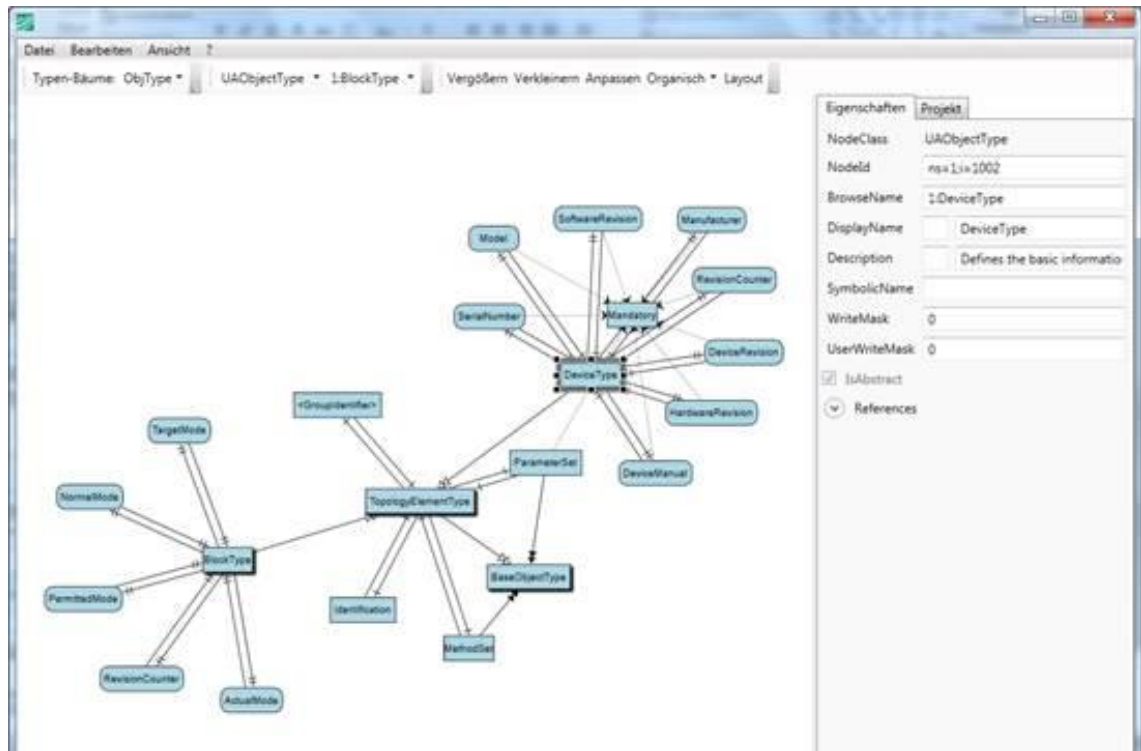 Datei Bearbeiten Ansicht ?
Typen-Bäume: ObjType UAObjectType 1:BlockType Vergößern Verkleinern Anpassen Organisch Layout
Eigenschaften Projekt
NodeClass UAObjectType
NodeId ns=1;i=1002
BrowseName 1:DeviceType
DisplayName DeviceType
Description Defines the basic informatio
SymbolicName
WriteMask 0
UserWriteMask 0
IsAbstract
References
SoftwareRevision
Manufacturer
Model
RevisionCounter
SerialNumber
Mandatory
DeviceRevision
DeviceType
<GroupIdentifier>
HardwareRevision
TargetMode
ParameterSet
DeviceManual
NormalMode
TopologyElementType
BlockType
BaseObjectType
PermittedMode
Identification
MethodSet
RevisionCounter
ActualMode